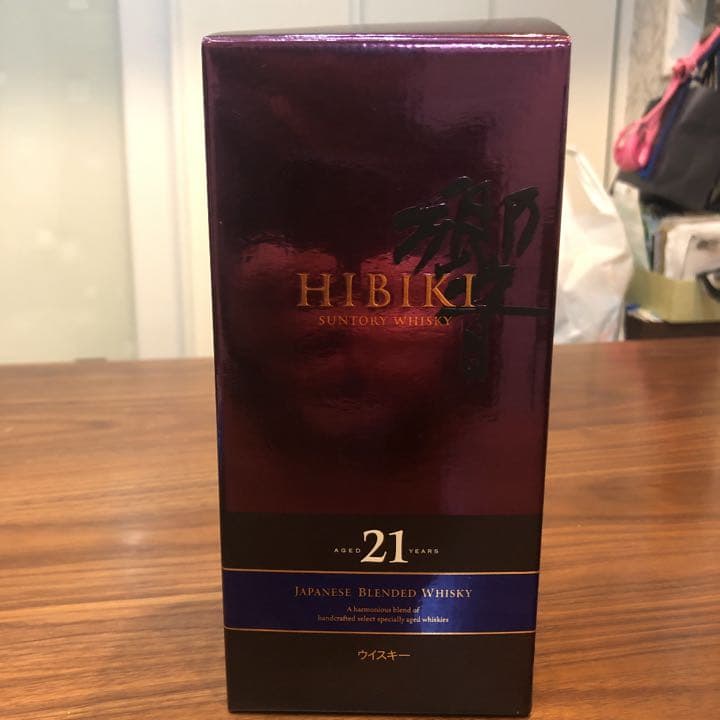 響
HIBIKI
SUNTORY WHISKY
AGED 21 YEARS
JAPANESE BLENDED WHISKY
A harmonious blend of
handcrafted select specially aged whiskies
ウイスキー